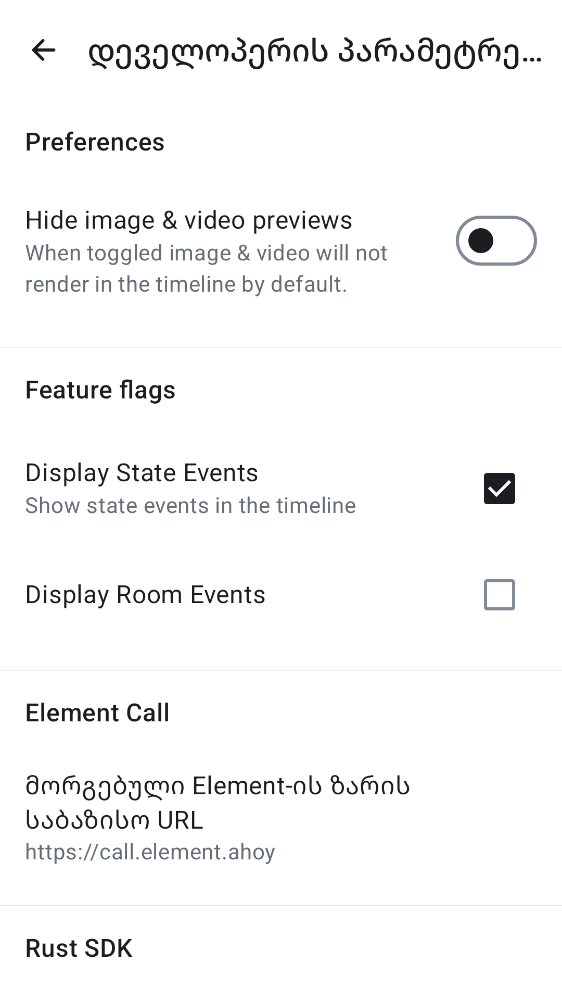 დეველოპერის პარამეტრე...
Preferences
Hide image & video previews
When toggled image & video will not
render in the timeline by default.
Feature flags
Display State Events
Show state events in the timeline
Display Room Events
Element Call
მორგებული Element-ის ზარის
საბაზისო URL
https://call.element.ahoy
Rust SDK